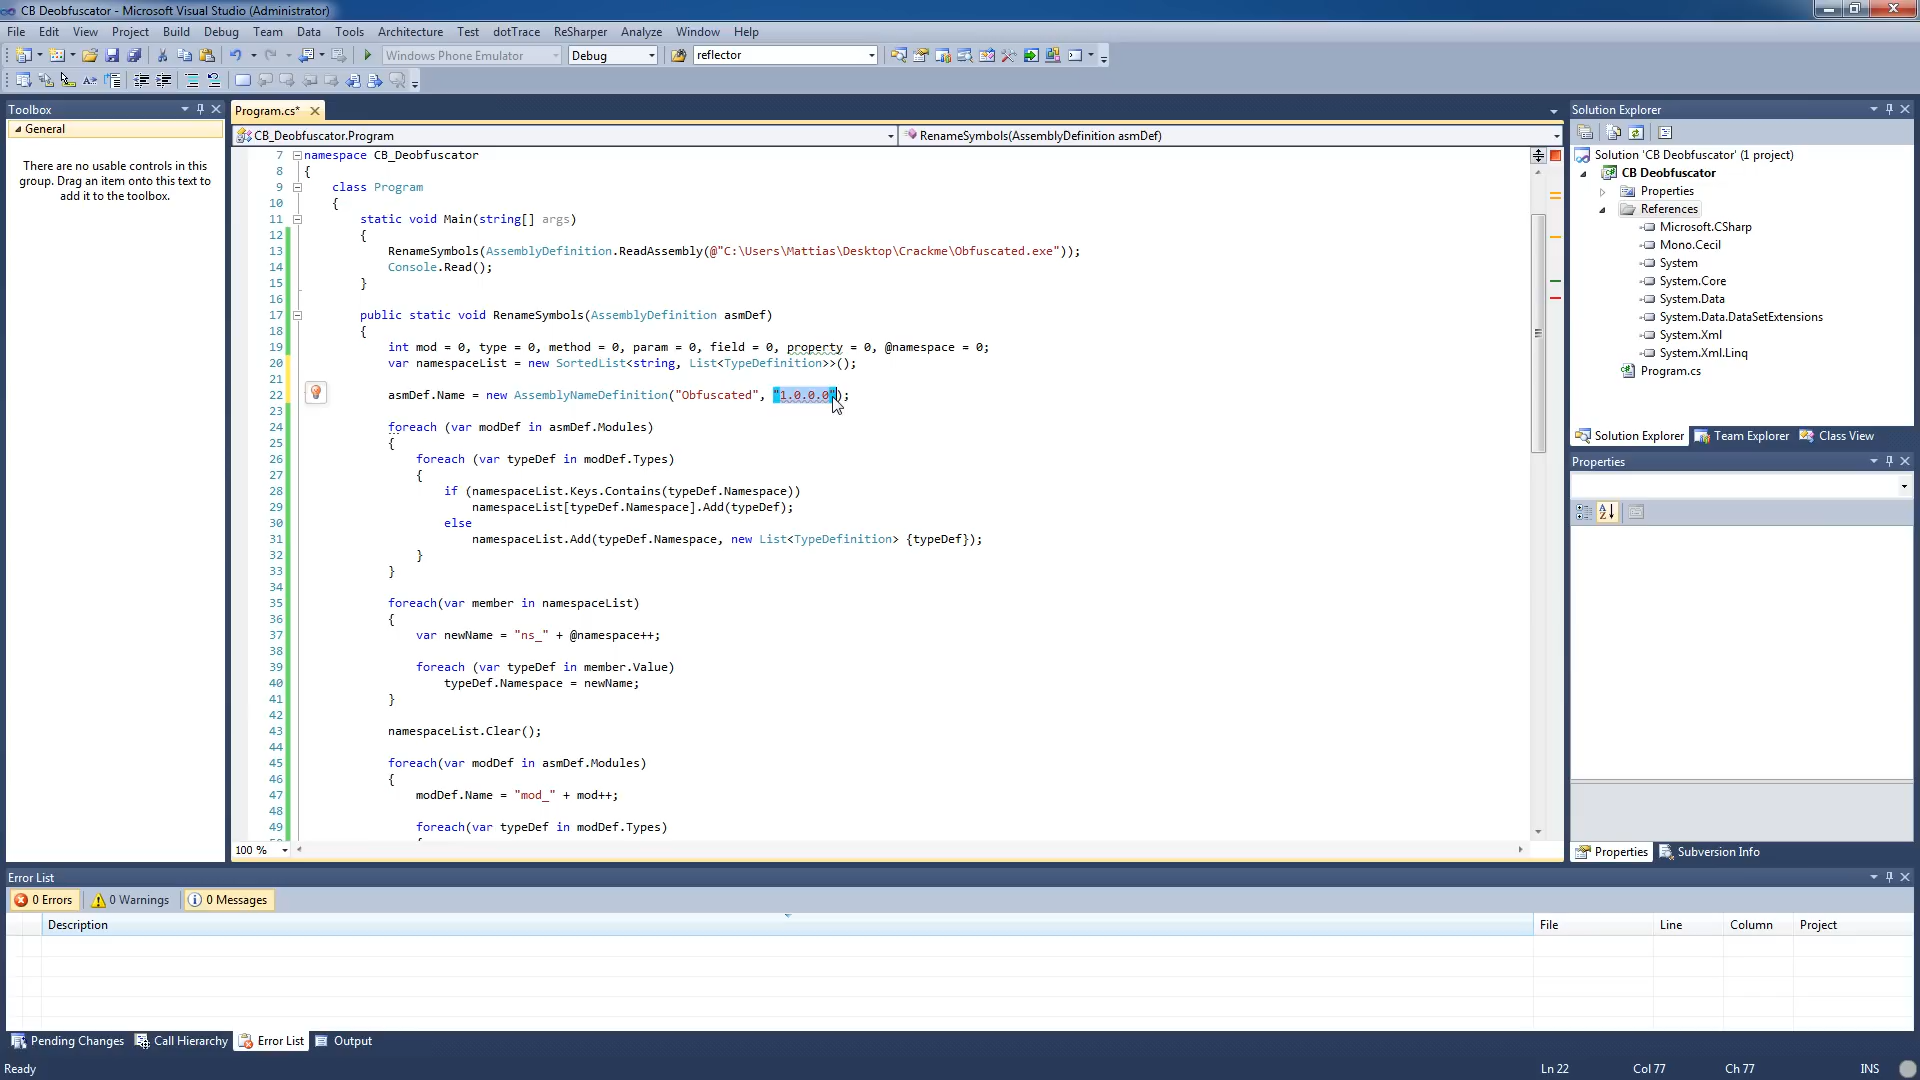 CB Deobfuscator - Microsoft Visual Studio (Administrator)
File Edit View Project Build Debug Team Data Tools Architecture Test dotTrace ReSharper Analyze Window Help
Windows Phone Emulator Debug reflector
Toolbox
General
There are no usable controls in this
group. Drag an item onto this text to
add it to the toolbox.
Program.cs*
CB_Deobfuscator.Program RenameSymbols(AssemblyDefinition asmDef)
7 namespace CB_Deobfuscator
8 {
9 class Program
10 {
11 static void Main(string[] args)
12 {
13 RenameSymbols(AssemblyDefinition.ReadAssembly(@"C:\Users\Mattias\Desktop\Crackme\Obfuscated.exe"));
14 Console.Read();
15 }
16
17 public static void RenameSymbols(AssemblyDefinition asmDef)
18 {
19 int mod = 0, type = 0, method = 0, param = 0, field = 0, property = 0, @namespace = 0;
20 var namespaceList = new SortedList<string, List<TypeDefinition>>();
21
22 asmDef.Name = new AssemblyNameDefinition("Obfuscated", "1.0.0.0");
23
24 foreach (var modDef in asmDef.Modules)
25 {
26 foreach (var typeDef in modDef.Types)
27 {
28 if (namespaceList.Keys.Contains(typeDef.Namespace))
29 namespaceList[typeDef.Namespace].Add(typeDef);
30 else
31 namespaceList.Add(typeDef.Namespace, new List<TypeDefinition> {typeDef});
32 }
33 }
34
35 foreach(var member in namespaceList)
36 {
37 var newName = "ns_" + @namespace++;
38
39 foreach (var typeDef in member.Value)
40 typeDef.Namespace = newName;
41 }
42
43 namespaceList.Clear();
44
45 foreach(var modDef in asmDef.Modules)
46 {
47 modDef.Name = "mod_" + mod++;
48
49 foreach(var typeDef in modDef.Types)
100 %
Solution Explorer
Solution 'CB Deobfuscator' (1 project)
CB Deobfuscator
Properties
References
Microsoft.CSharp
Mono.Cecil
System
System.Core
System.Data
System.Data.DataSetExtensions
System.Xml
System.Xml.Linq
Program.cs
Solution Explorer Team Explorer Class View
Properties
Properties Subversion Info
Error List
0 Errors 0 Warnings 0 Messages
Description File Line Column Project
Pending Changes Call Hierarchy Error List Output
Ready Ln 22 Col 77 Ch 77 INS